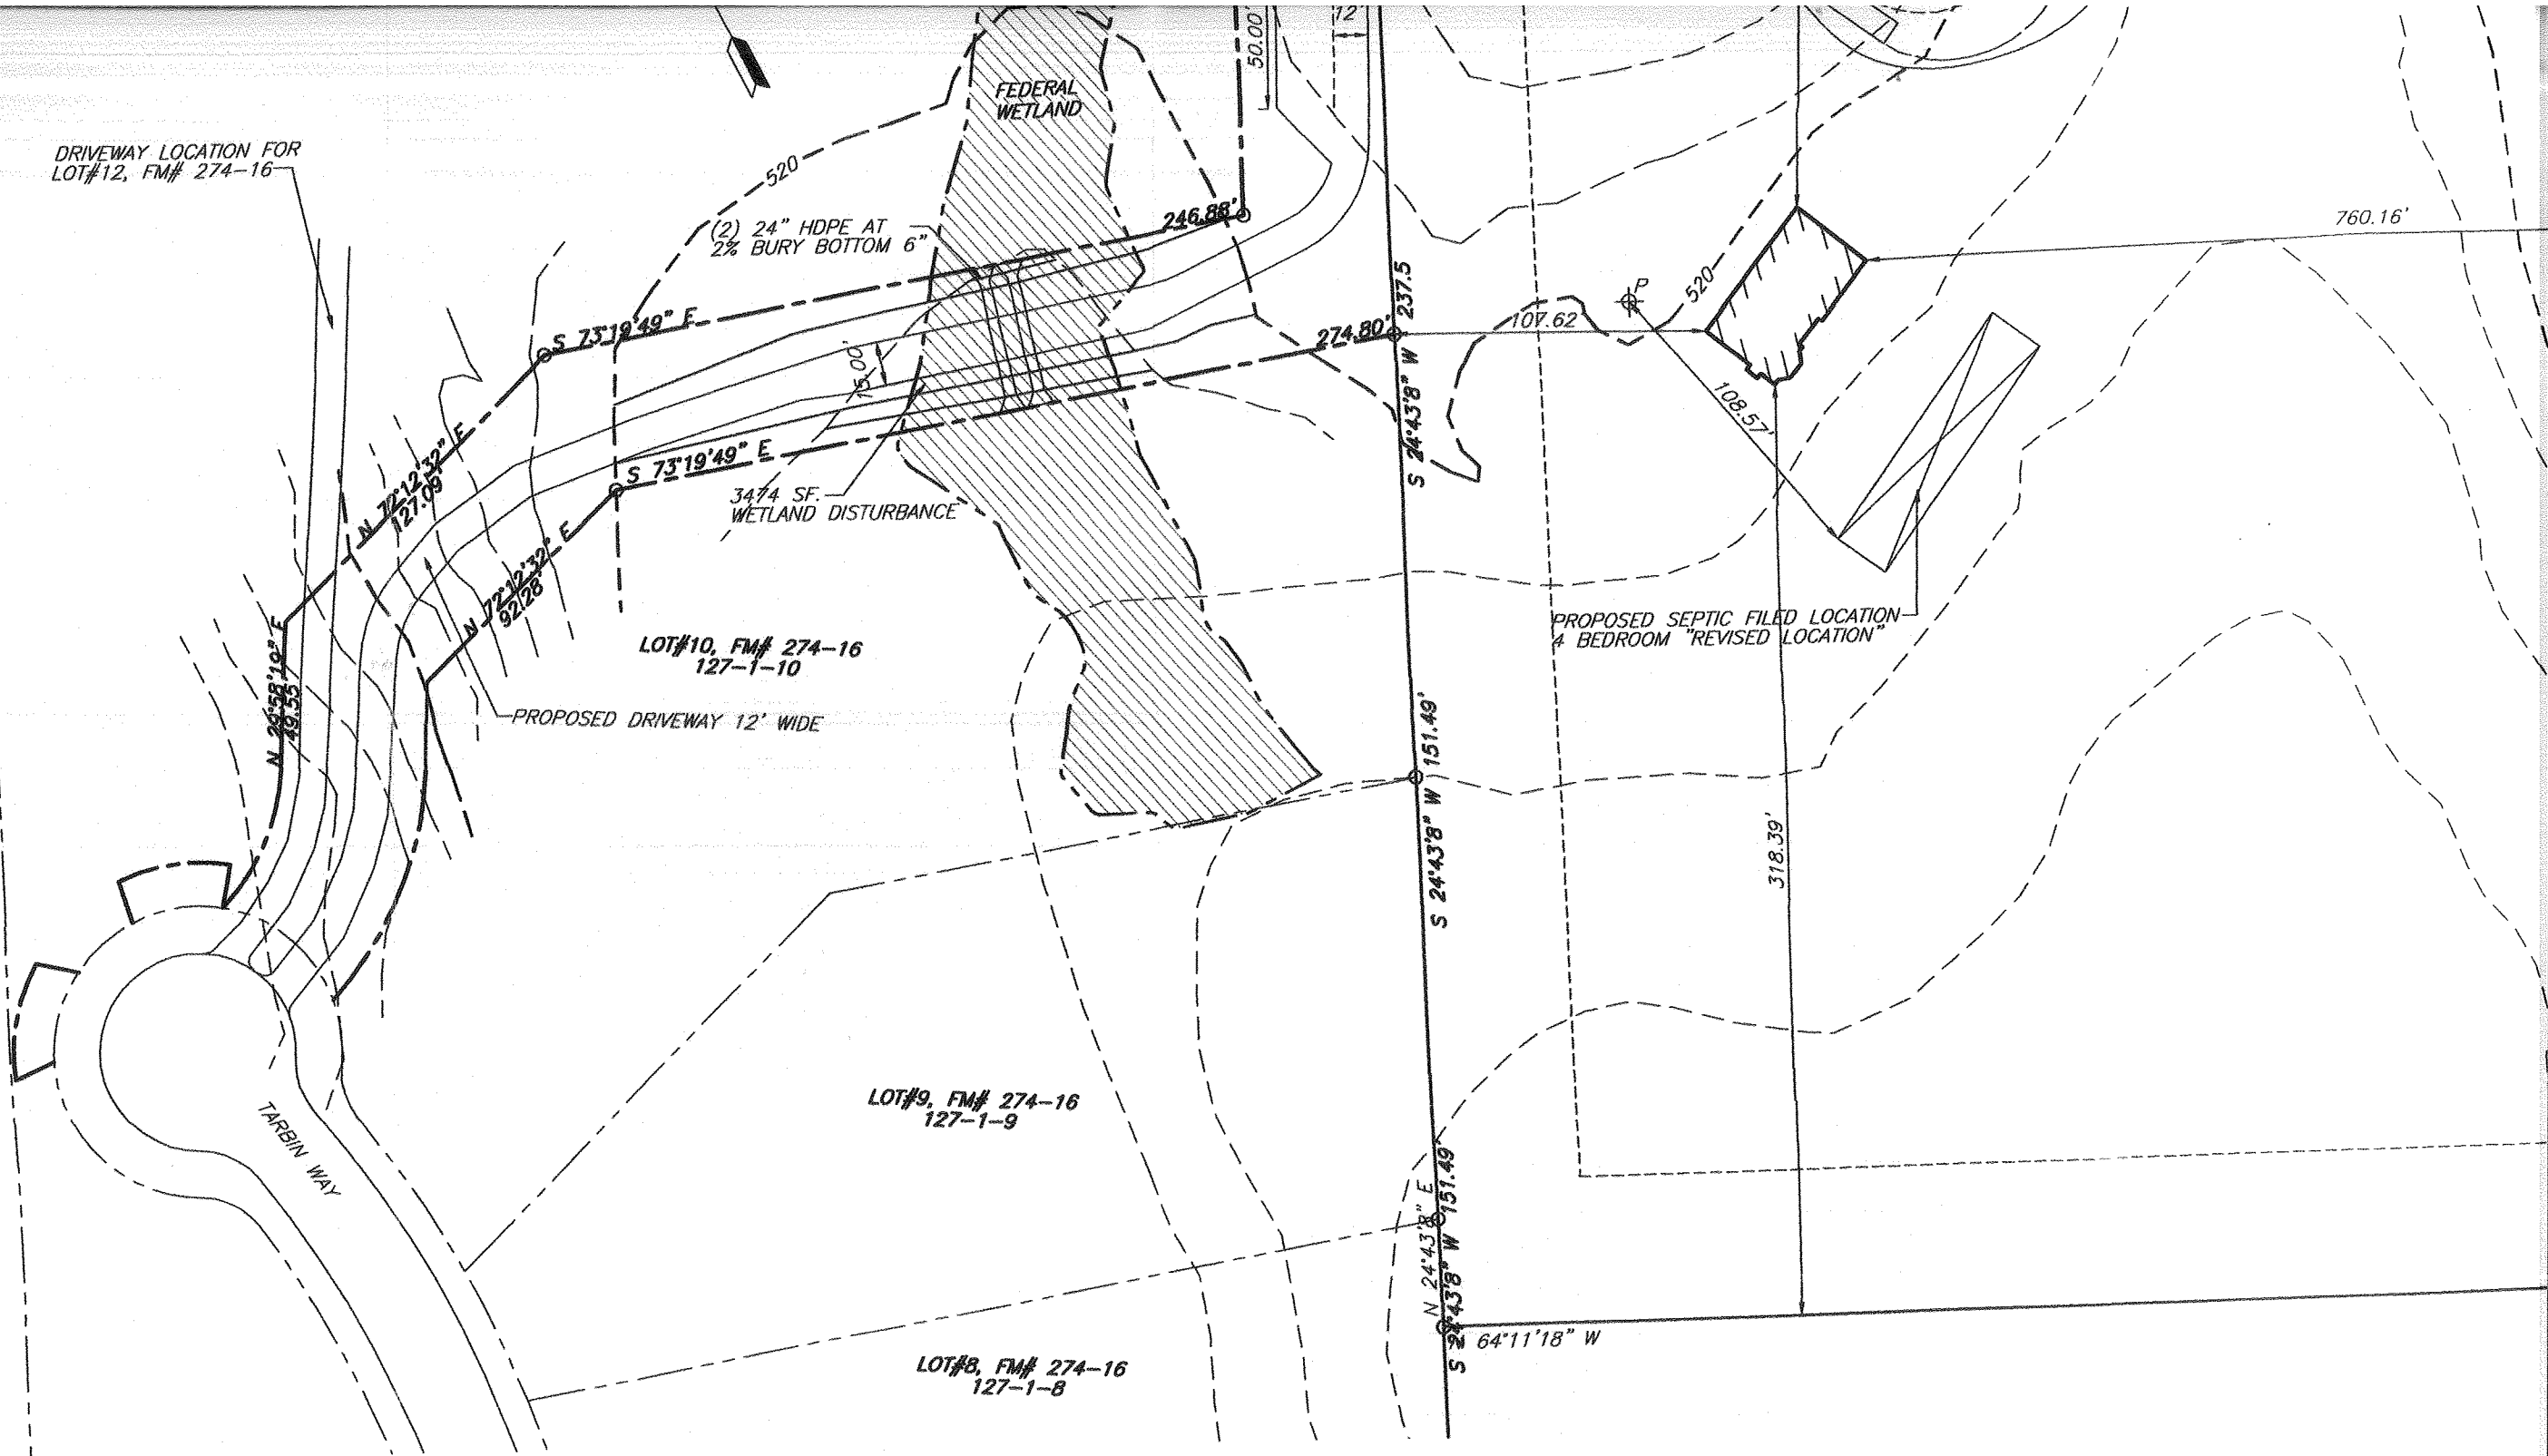 50.00'
12'
FEDERAL
WETLAND
DRIVEWAY LOCATION FOR
LOT#12, FM# 274-16
520
(2) 24" HDPE AT
2% BURY BOTTOM 6"
246.88'
760.16'
P
520
S 73°19'49" E
274.80'
237.5
S 24°43'8" W
107.62
15.00'
108.57'
N 72°12'32" E
127.09
S 73°19'49" E
3474 SF.
WETLAND DISTURBANCE
N 72°12'32" E
92.28'
PROPOSED SEPTIC FILED LOCATION
4 BEDROOM "REVISED LOCATION"
LOT#10, FM# 274-16
127-1-10
N 29°58'19" E
49.55'
PROPOSED DRIVEWAY 12' WIDE
S 24°43'8" W 151.49'
318.39'
TARBIN WAY
LOT#9, FM# 274-16
127-1-9
N 24°43'8" E
S 24°43'8" W 151.49'
64°11'18" W
LOT#8, FM# 274-16
127-1-8